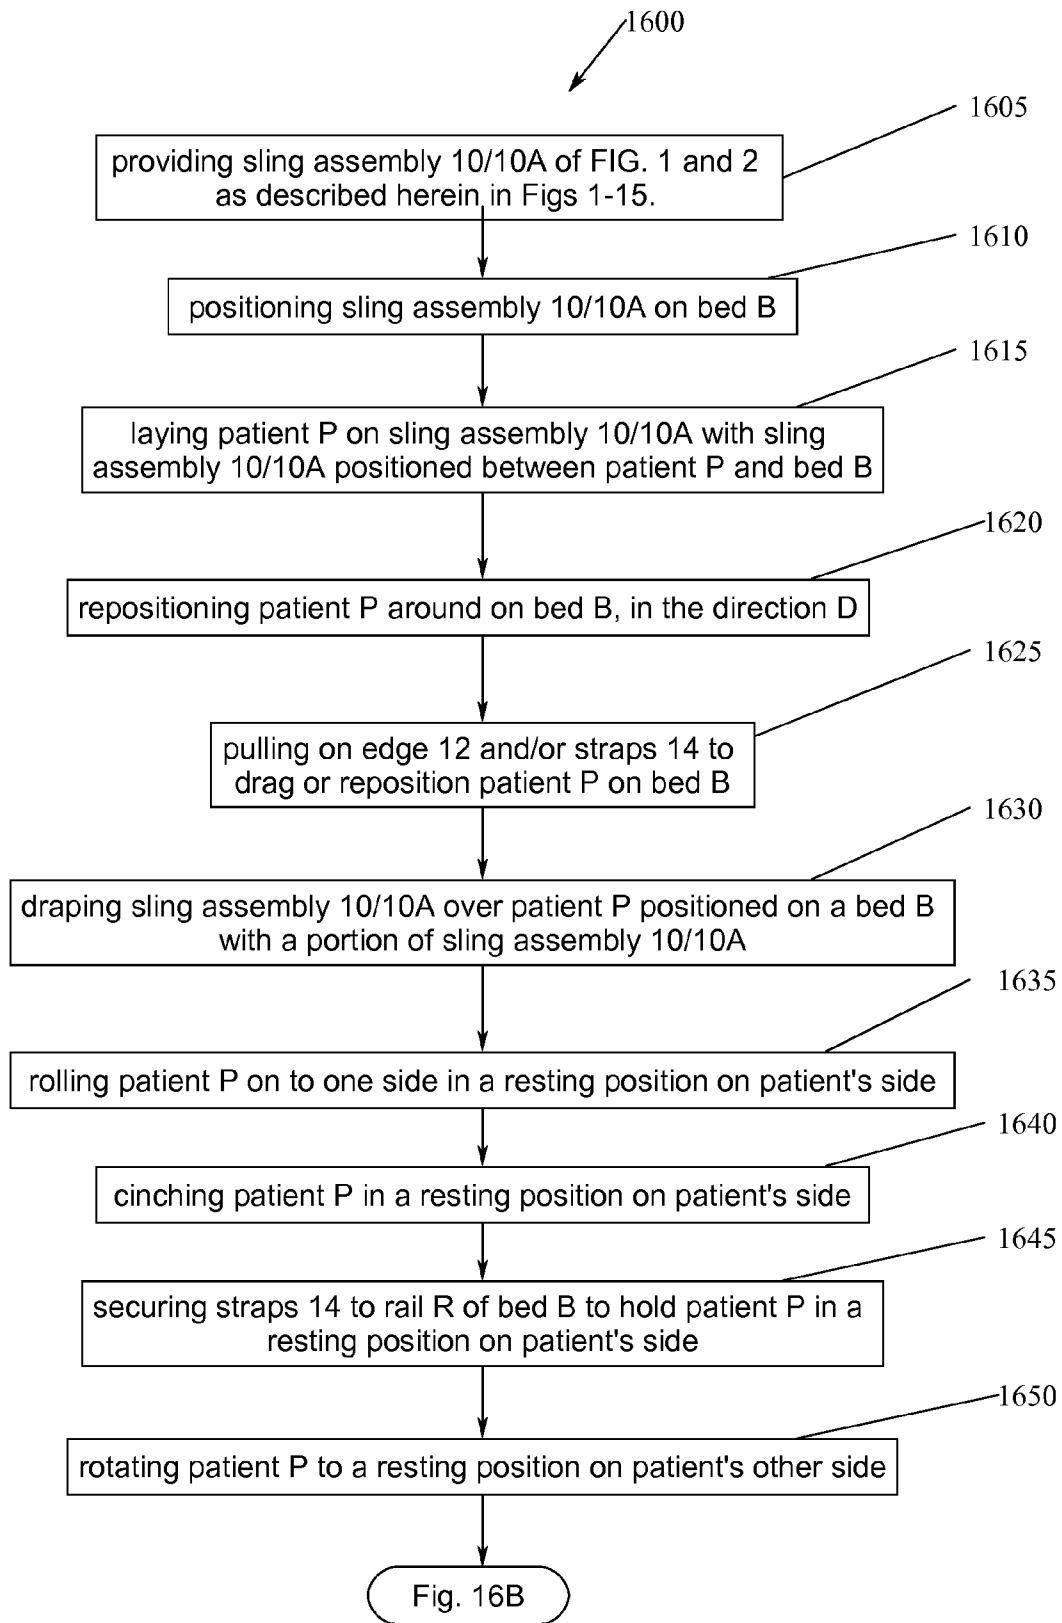 1600
1605
providing sling assembly 10/10A of FIG. 1 and 2
as described herein in Figs 1-15.
1610
positioning sling assembly 10/10A on bed B
1615
laying patient P on sling assembly 10/10A with sling
assembly 10/10A positioned between patient P and bed B
1620
repositioning patient P around on bed B, in the direction D
1625
pulling on edge 12 and/or straps 14 to
drag or reposition patient P on bed B
1630
draping sling assembly 10/10A over patient P positioned on a bed B
with a portion of sling assembly 10/10A
1635
rolling patient P on to one side in a resting position on patient's side
1640
cinching patient P in a resting position on patient's side
1645
securing straps 14 to rail R of bed B to hold patient P in a
resting position on patient's side
1650
rotating patient P to a resting position on patient's other side
Fig. 16B